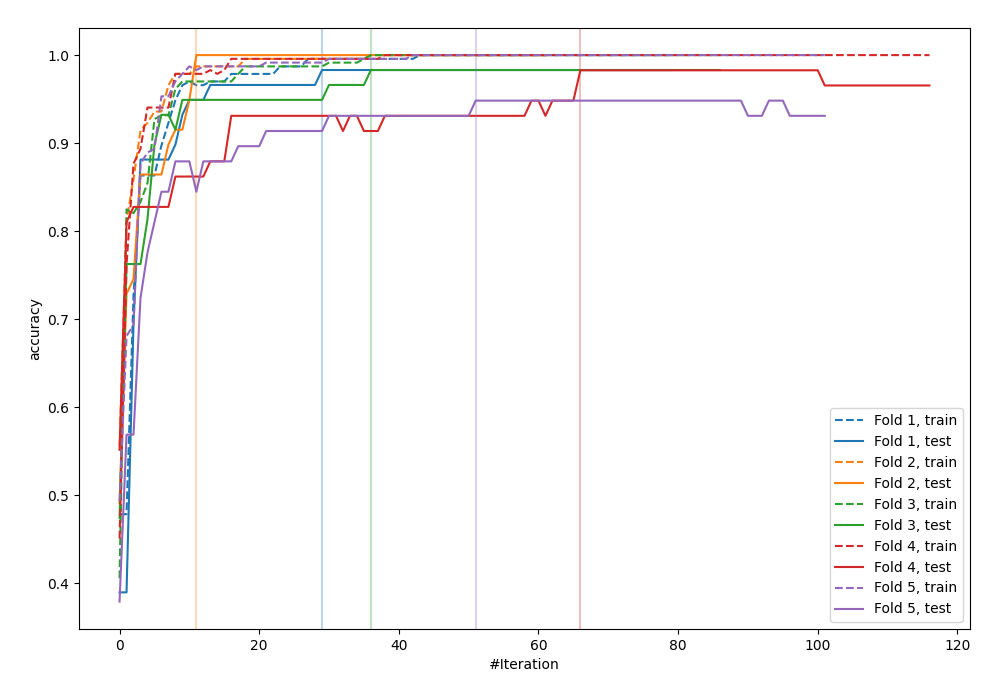 1.0
0.9
0.8
0.7
0.6
0.5
0.4
accuracy
0
20
40
60
80
100
120
#Iteration
Fold 1, train
Fold 1, test
Fold 2, train
Fold 2, test
Fold 3, train
Fold 3, test
Fold 4, train
Fold 4, test
Fold 5, train
Fold 5, test